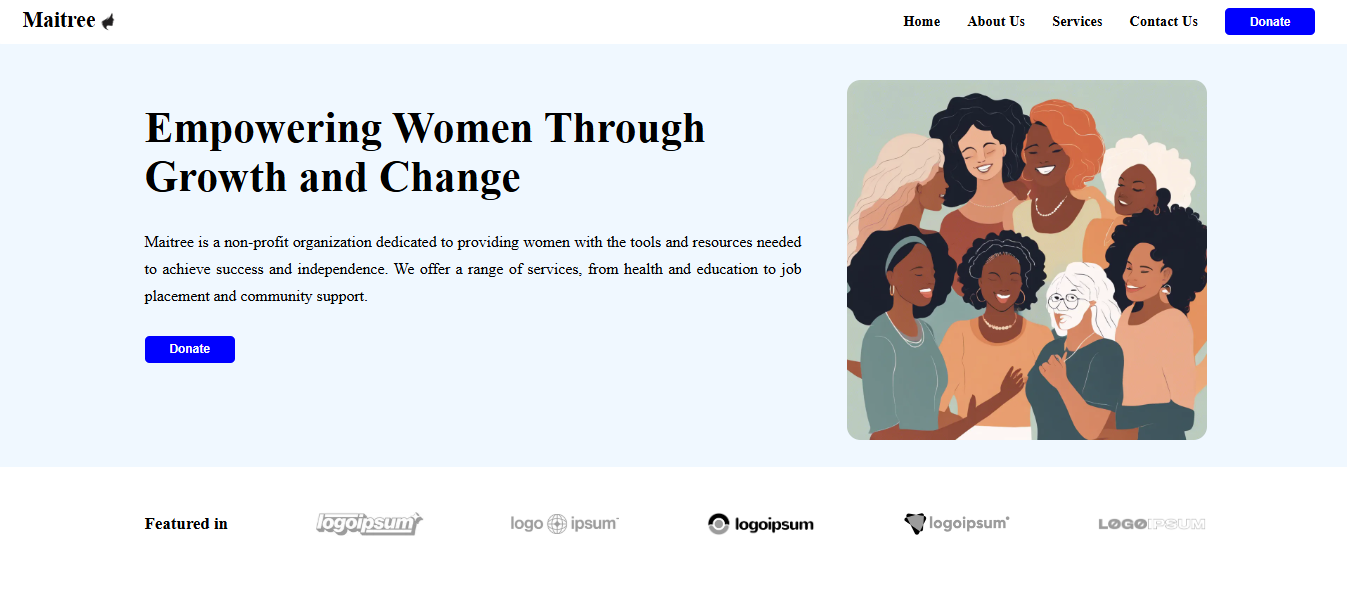 Maitree
Home About Us Services Contact Us Donate
Empowering Women Through
Growth and Change
Maitree is a non-profit organization dedicated to providing women with the tools and resources needed
to achieve success and independence. We offer a range of services, from health and education to job
placement and community support.
Donate
Featured in logoipsum logo ipsum logoipsum logoipsum LOGOIPSUM